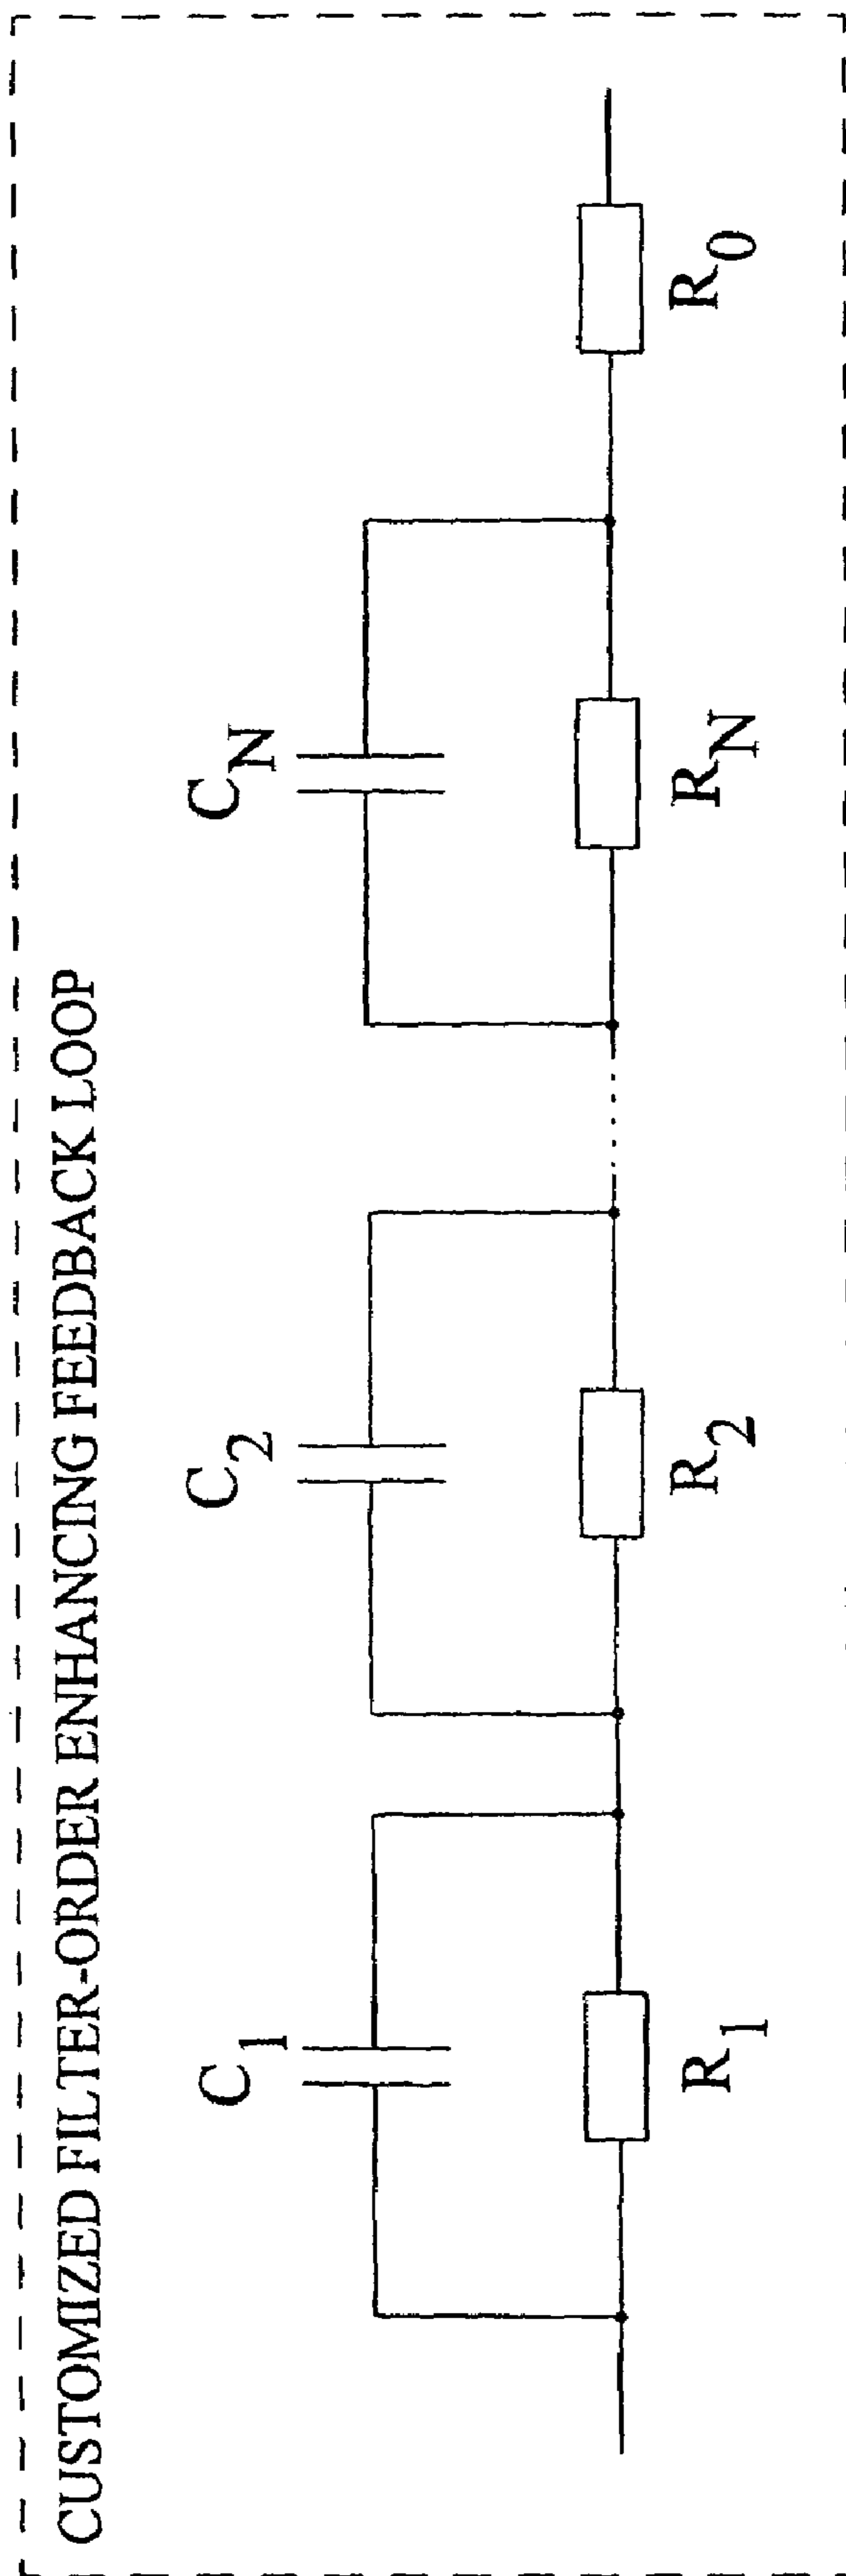 CUSTOMIZED FILTER-ORDER ENHANCING FEEDBACK LOOP
C1 C2 CN
R1 R2 RN R0